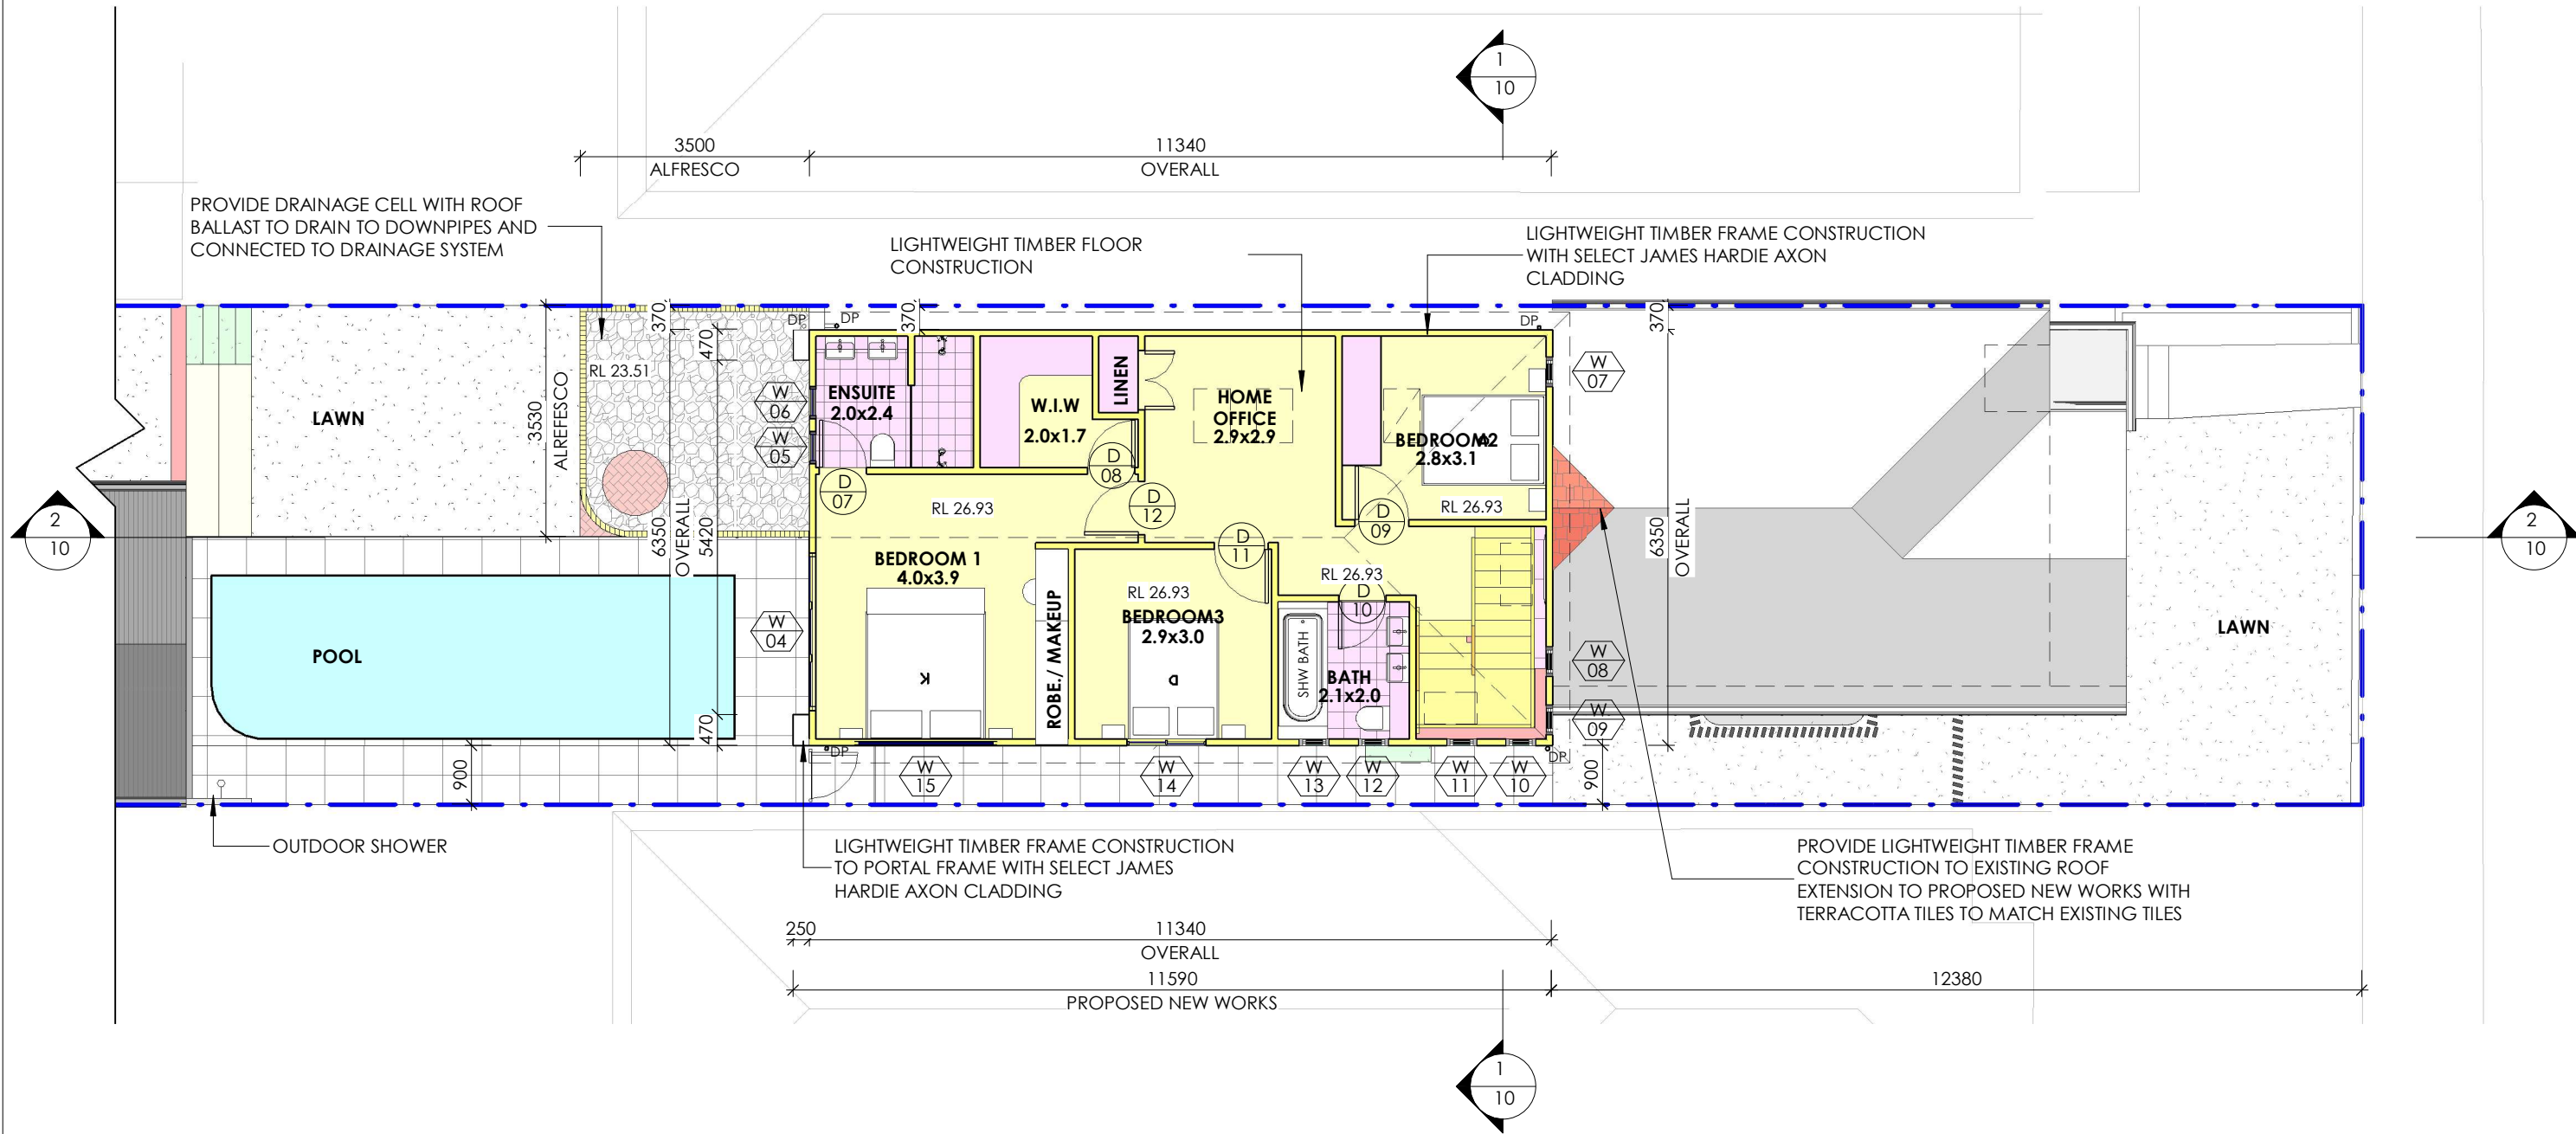 1
10
3500
ALFRESCO
11340
OVERALL
PROVIDE DRAINAGE CELL WITH ROOF
BALLAST TO DRAIN TO DOWNPIPES AND
CONNECTED TO DRAINAGE SYSTEM
LIGHTWEIGHT TIMBER FLOOR
CONSTRUCTION
LIGHTWEIGHT TIMBER FRAME CONSTRUCTION
WITH SELECT JAMES HARDIE AXON
CLADDING
370
470
DP
DP
370
DP
370
RL 23.51
3530
ALREFESCO
LAWN
W
06
W
05
ENSUITE
2.0x2.4
W.I.W
2.0x1.7
LINEN
HOME
OFFICE
2.9x2.9
BEDROOM 2
2.8x3.1
RL 26.93
W
07
D
07
D
08
D
12
D
09
D
11
D
10
2
10
6350
OVERALL
5420
RL 26.93
BEDROOM 1
4.0x3.9
K
ROBE./ MAKEUP
RL 26.93
BEDROOM3
2.9x3.0
D
RL 26.93
SHW BATH
BATH
2.1x2.0
6350
OVERALL
2
10
LAWN
POOL
W
04
W
08
W
09
470
900
DP
DP
900
W
15
W
14
W
13
W
12
W
11
W
10
OUTDOOR SHOWER
LIGHTWEIGHT TIMBER FRAME CONSTRUCTION
TO PORTAL FRAME WITH SELECT JAMES
HARDIE AXON CLADDING
PROVIDE LIGHTWEIGHT TIMBER FRAME
CONSTRUCTION TO EXISTING ROOF
EXTENSION TO PROPOSED NEW WORKS WITH
TERRACOTTA TILES TO MATCH EXISTING TILES
250
11340
OVERALL
11590
PROPOSED NEW WORKS
12380
1
10